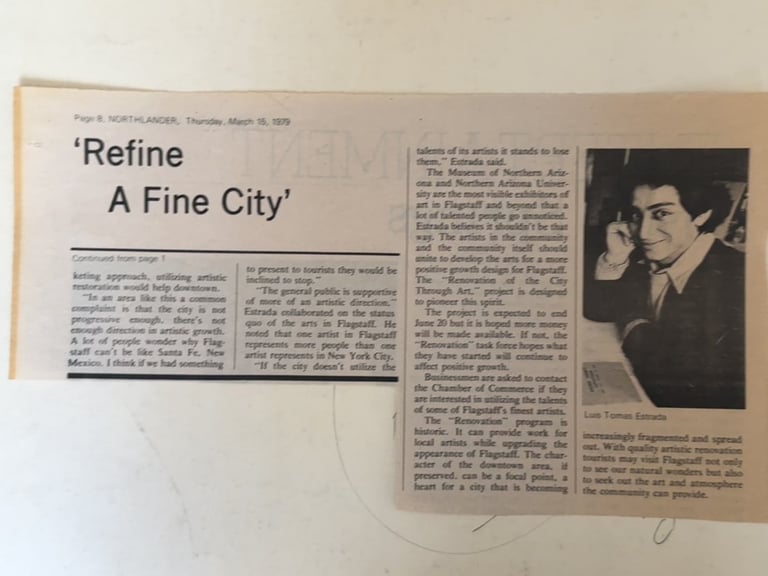 Page 8, NORTHLANDER, Thursday, March 15, 1979
'Refine
A Fine City'
Continued from page 1
keting approach, utilizing artistic
restoration would help downtown.
"In an area like this a common
complaint is that the city is not
progressive enough, there's not
enough direction in artistic growth.
A lot of people wonder why Flag-
staff can't be like Santa Fe, New
Mexico. I think if we had something
to present to tourists they would be
inclined to stop."
"The general public is supportive
of more of an artistic direction,"
Estrada collaborated on the status
quo of the arts in Flagstaff. He
noted that one artist in Flagstaff
represents more people than one
artist represents in New York City.
"If the city doesn't utilize the
talents of its artists it stands to lose
them," Estrada said.
The Museum of Northern Ariz-
ona and Northern Arizona Univer-
sity are the most visible exhibitors of
art in Flagstaff and beyond that a
lot of talented people go unnoticed.
Estrada believes it shouldn't be that
way. The artists in the community
and the community itself should
unite to develop the arts for a more
positive growth design for Flagstaff.
The "Renovation of the City
Through Art," project is designed
to pioneer this spirit.
The project is expected to end
June 20 but it is hoped more money
will be made available. If not, the
"Renovation" task force hopes what
they have started will continue to
affect positive growth.
Businessmen are asked to contact
the Chamber of Commerce if they
are interested in utilizing the talents
of some of Flagstaff's finest artists.
The "Renovation" program is
historic. It can provide work for
local artists while upgrading the
appearance of Flagstaff. The char-
acter of the downtown area, if
preserved, can be a focal point, a
heart for a city that is becoming
Luis Tomas Estrada
increasingly fragmented and spread
out. With quality artistic renovation
tourists may visit Flagstaff not only
to see our natural wonders but also
to seek out the art and atmosphere
the community can provide.